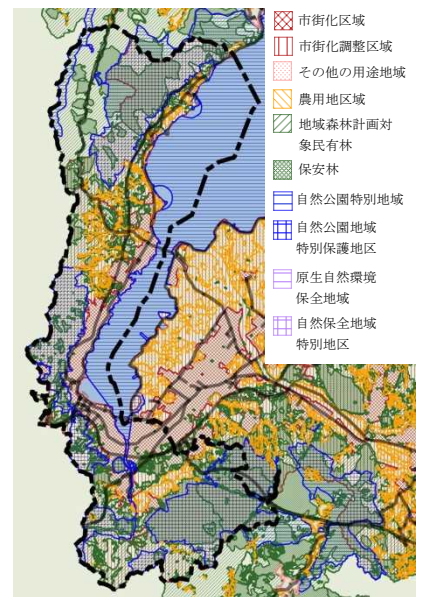 市街化区域
市街化調整区域
その他の用途地域
農用地区域
地域森林計画対
象民有林
保安林
自然公園特別地域
自然公園地域
特別保護地区
原生自然環境
保全地域
自然保全地域
特別地区